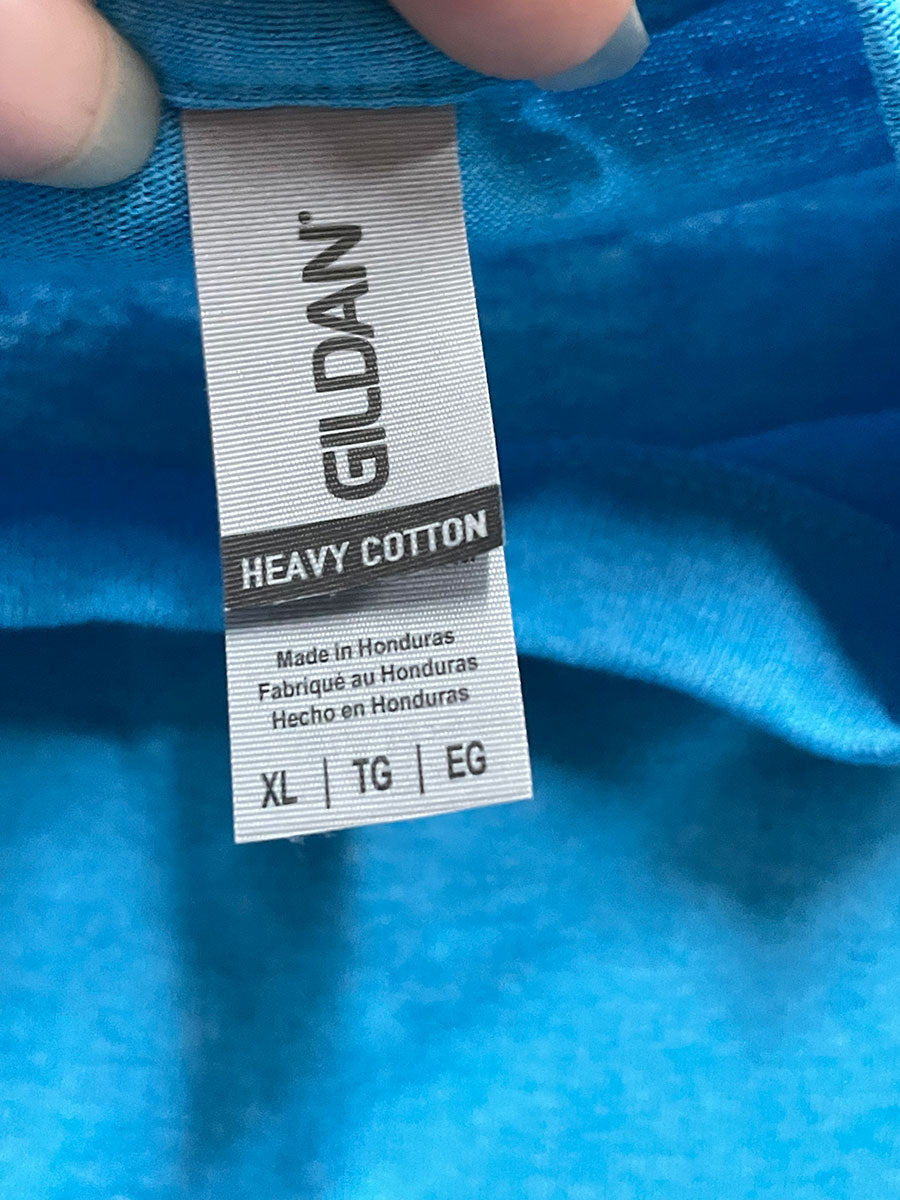 GILDAN®
HEAVY COTTON
Made in Honduras
Fabriqué au Honduras
Hecho en Honduras
XL | TG | EG